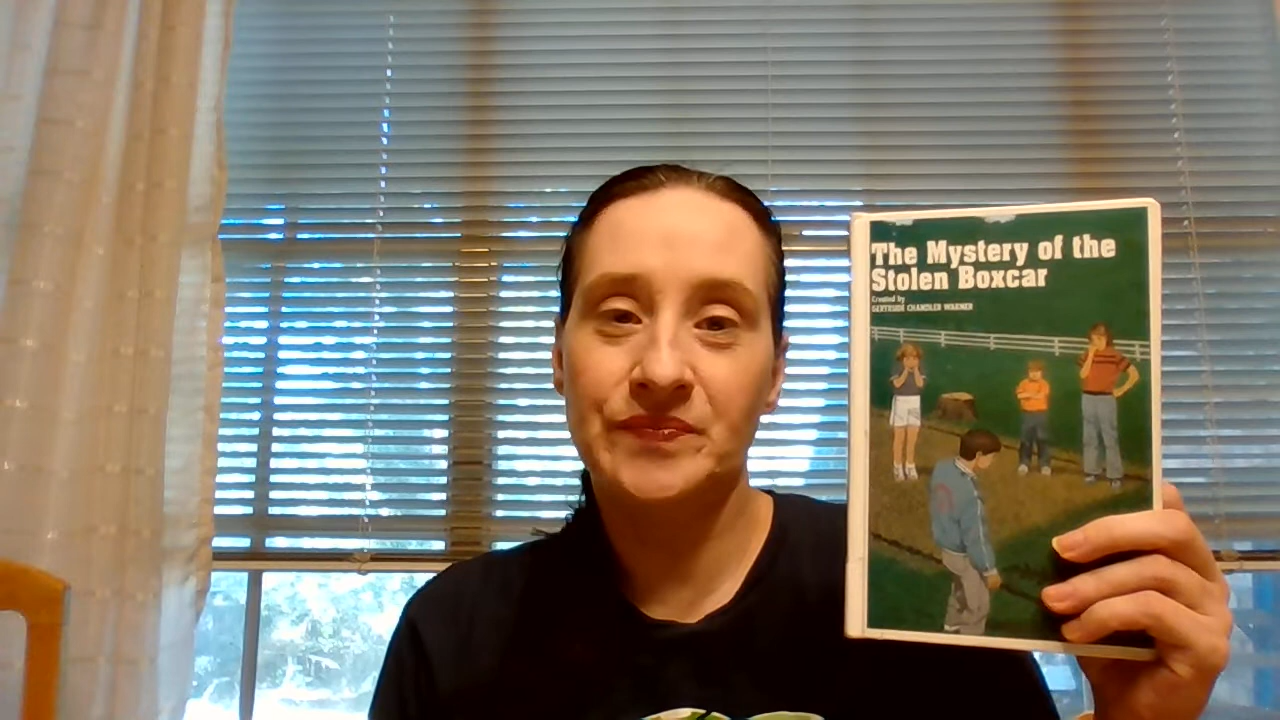 The Mystery of the
Stolen Boxcar
Created by
GERTRUDE CHANDLER WARNER